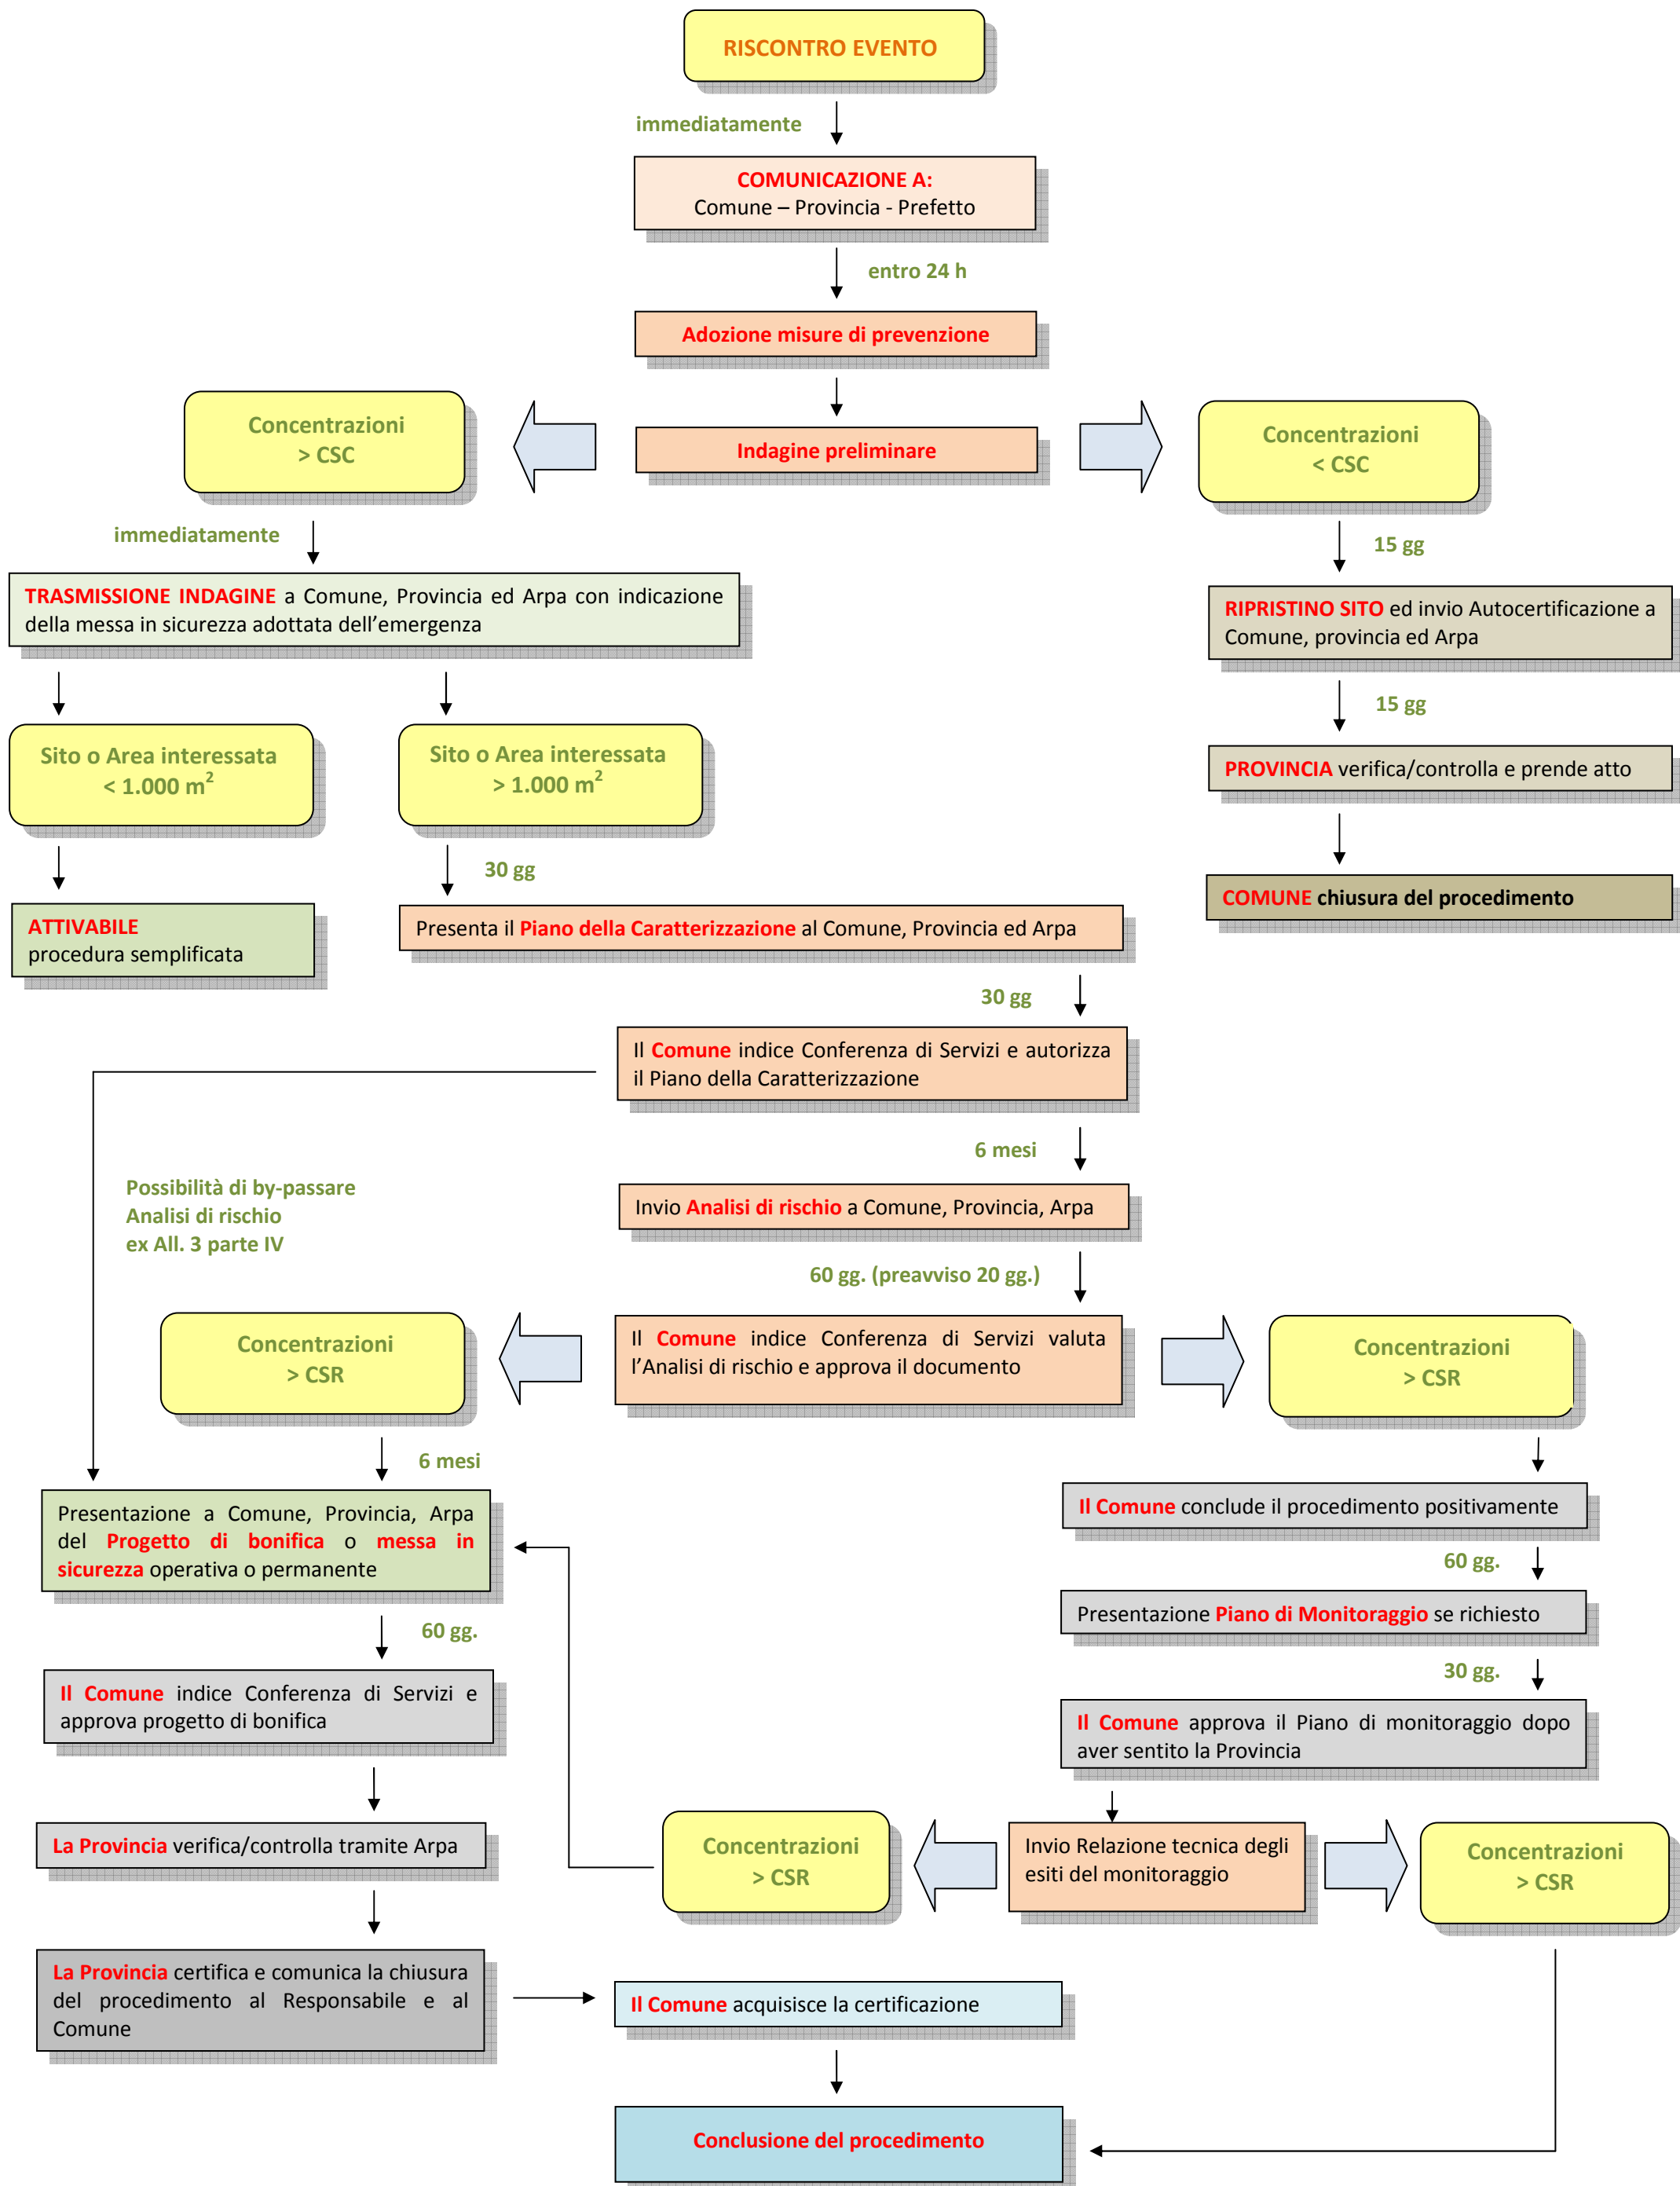 RISCONTRO EVENTO
immediatamente
COMUNICAZIONE A:
Comune – Provincia - Prefetto
entro 24 h
Adozione misure di prevenzione
Concentrazioni
> CSC
Indagine preliminare
Concentrazioni
< CSC
immediatamente
15 gg
TRASMISSIONE INDAGINE a Comune, Provincia ed Arpa con indicazione
della messa in sicurezza adottata dell'emergenza
RIPRISTINO SITO ed invio Autocertificazione a
Comune, provincia ed Arpa
15 gg
Sito o Area interessata
< 1.000 m²
Sito o Area interessata
> 1.000 m²
PROVINCIA verifica/controlla e prende atto
30 gg
COMUNE chiusura del procedimento
ATTIVABILE
procedura semplificata
Presenta il Piano della Caratterizzazione al Comune, Provincia ed Arpa
30 gg
Il Comune indice Conferenza di Servizi e autorizza
il Piano della Caratterizzazione
6 mesi
Possibilità di by-passare
Analisi di rischio
ex All. 3 parte IV
Invio Analisi di rischio a Comune, Provincia, Arpa
60 gg. (preavviso 20 gg.)
Concentrazioni
> CSR
Il Comune indice Conferenza di Servizi valuta
l'Analisi di rischio e approva il documento
Concentrazioni
> CSR
6 mesi
Presentazione a Comune, Provincia, Arpa
del Progetto di bonifica o messa in
sicurezza operativa o permanente
Il Comune conclude il procedimento positivamente
60 gg.
Presentazione Piano di Monitoraggio se richiesto
60 gg.
30 gg.
Il Comune indice Conferenza di Servizi e
approva progetto di bonifica
Il Comune approva il Piano di monitoraggio dopo
aver sentito la Provincia
La Provincia verifica/controlla tramite Arpa
Concentrazioni
> CSR
Invio Relazione tecnica degli
esiti del monitoraggio
Concentrazioni
> CSR
La Provincia certifica e comunica la chiusura
del procedimento al Responsabile e al
Comune
Il Comune acquisisce la certificazione
Conclusione del procedimento